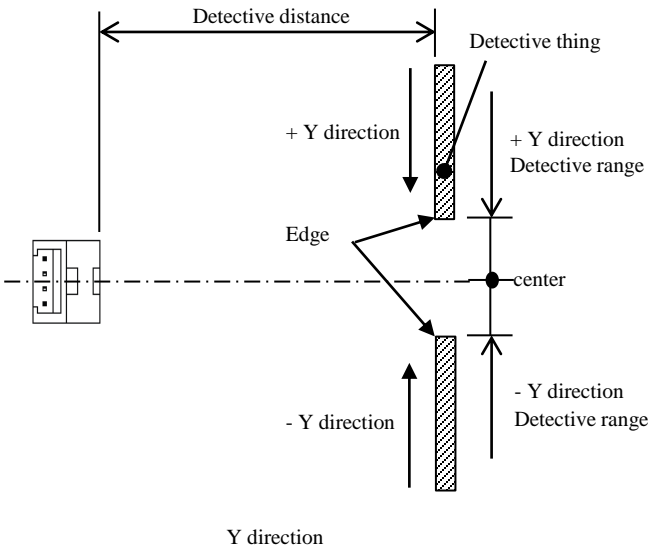 Detective distance
Detective thing
+ Y direction
+ Y direction
Detective range
Edge
center
- Y direction
Detective range
- Y direction
Y direction